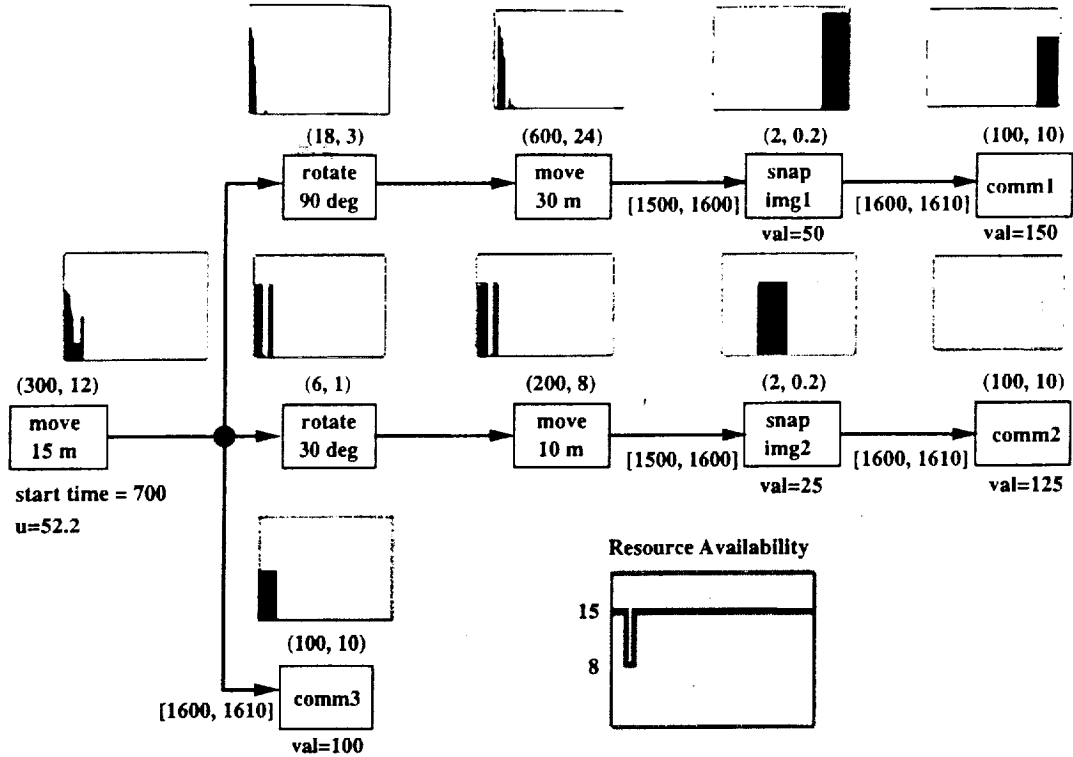 (18, 3)
(600, 24)
(2, 0.2)
(100, 10)
rotate
90 deg
move
30 m
[1500, 1600]
snap
img1
[1600, 1610]
comm1
val=50
val=150
(300, 12)
(6, 1)
(200, 8)
(2, 0.2)
(100, 10)
move
15 m
rotate
30 deg
move
10 m
[1500, 1600]
snap
img2
[1600, 1610]
comm2
val=25
val=125
start time = 700
u=52.2
Resource Availability
15
8
(100, 10)
[1600, 1610]
comm3
val=100